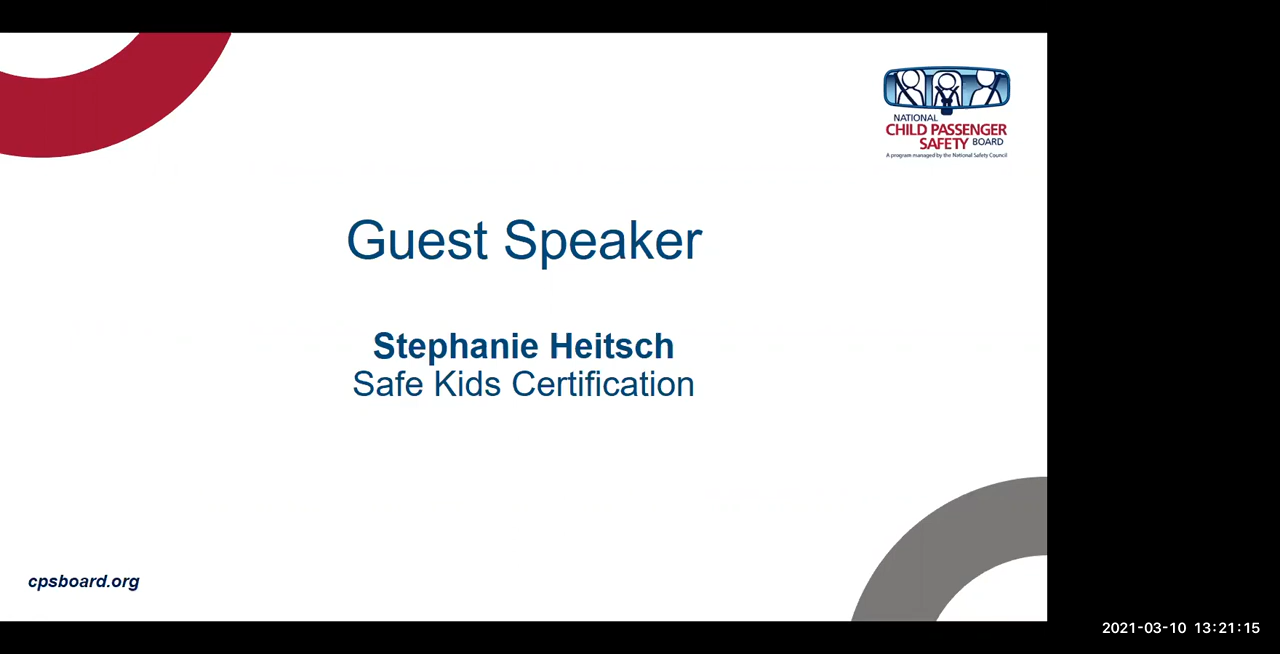 NATIONAL
CHILD PASSENGER
SAFETY BOARD
A program managed by the National Safety Council
Guest Speaker
Stephanie Heitsch
Safe Kids Certification
cpsboard.org
2021-03-10 13:21:15